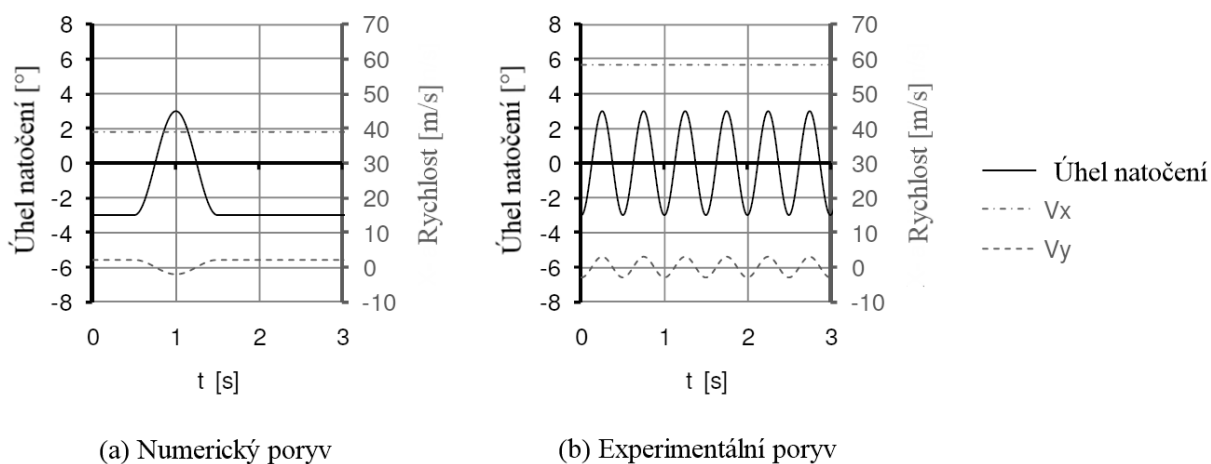 Úhel natočení [°]
8
6
4
2
0
-2
-4
-6
-8
70
60
50
40
30
20
10
0
-10
Rychlost [m/s]
0 1 2 3
t [s]
(a) Numerický poryv
Úhel natočení [°]
8
6
4
2
0
-2
-4
-6
-8
70
60
50
40
30
20
10
0
-10
Rychlost [m/s]
0 1 2 3
t [s]
(b) Experimentální poryv
Úhel natočení
Vx
Vy